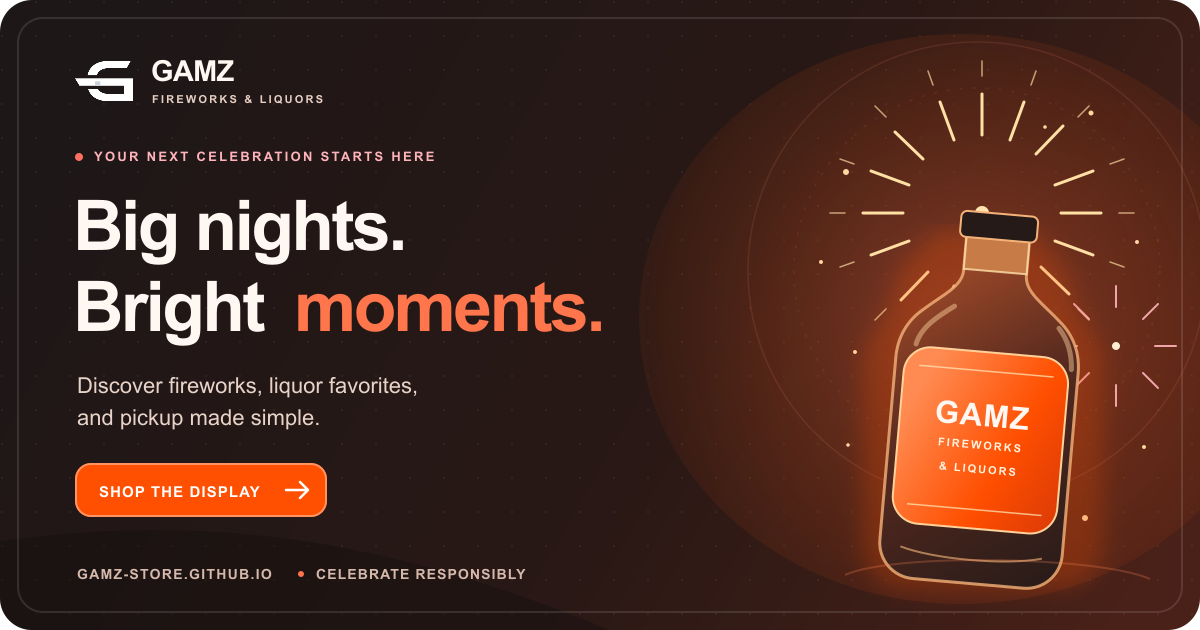 GAMZ
FIREWORKS & LIQUORS
YOUR NEXT CELEBRATION STARTS HERE
Big nights.
Bright moments.
Discover fireworks, liquor favorites,
and pickup made simple.
SHOP THE DISPLAY
GAMZ-STORE.GITHUB.IO
CELEBRATE RESPONSIBLY
GAMZ
FIREWORKS
& LIQUORS